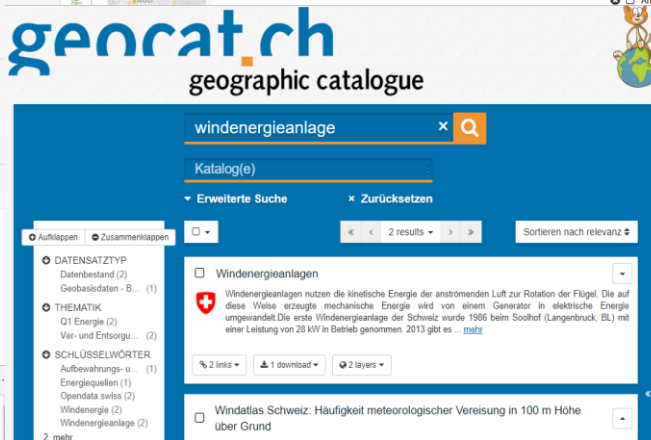 geocat.ch
geographic catalogue
windenergieanlage ×
Katalog(e)
Erweiterte Suche × Zurücksetzen
Aufklappen Zusammenklappen
« < 2 results > »
Sortieren nach relevanz
DATENSATZTYP
Datenbestand (2)
Geobasisdaten - B... (1)
THEMATIK
Q1 Energie (2)
Ver- und Entsorgu... (2)
SCHLÜSSELWÖRTER
Aufbewahrungs- u... (1)
Energiequellen (1)
Opendata.swiss (2)
Windenergie (2)
Windenergieanlage (2)
2 mehr
Windenergieanlagen
Windenergieanlagen nutzen die kinetische Energie der anströmenden Luft zur Rotation der Flügel. Die auf
diese Weise erzeugte mechanische Energie wird von einem Generator in elektrische Energie
umgewandelt.Die erste Windenergieanlage der Schweiz wurde 1986 beim Soolhof (Langenbruck, BL) mit
einer Leistung von 28 kW in Betrieb genommen. 2013 gibt es ... mehr
2 links 1 download 2 layers
Windatlas Schweiz: Häufigkeit meteorologischer Vereisung in 100 m Höhe
über Grund